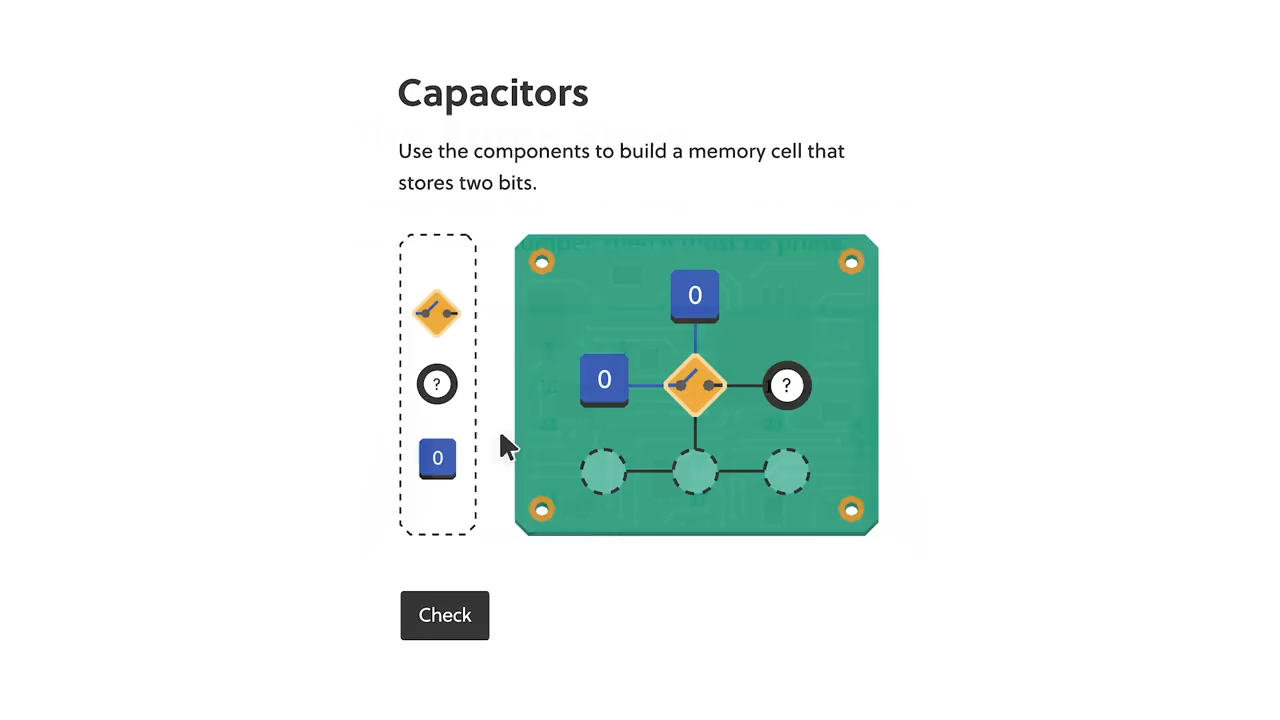 Capacitors
Use the components to build a memory cell that
stores two bits.
0
0
?
?
0
Check